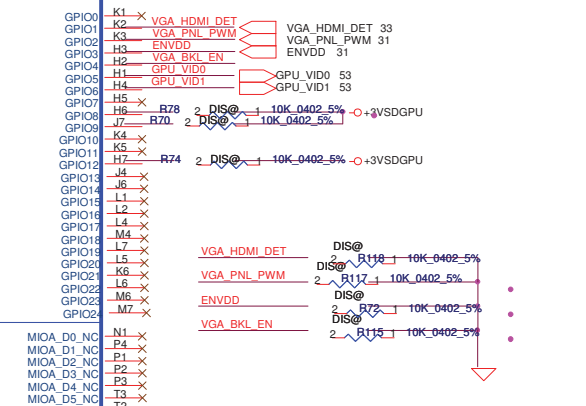 GPIO0 K1
GPIO1 K2 VGA_HDMI_DET VGA_HDMI_DET 33
GPIO2 K3 VGA_PNL_PWM VGA_PNL_PWM 31
GPIO3 H3 ENVDD ENVDD 31
GPIO4 H2 VGA_BKL_EN
GPIO5 H1 GPU_VID0 GPU_VID0 53
GPIO6 H4 GPU_VID1 GPU_VID1 53
GPIO7 H5
GPIO8 H6 R78 2 DIS@ 1 10K_0402_5% +3VSDGPU
GPIO9 J7 R70 2 DIS@ 1 10K_0402_5%
GPIO10 K4
GPIO11 K5
GPIO12 H7 R74 2 DIS@ 1 10K_0402_5% +3VSDGPU
GPIO13 J4
GPIO14 J6
GPIO15 L1
GPIO16 L2
GPIO17 L4
GPIO18 M4
GPIO19 L7
GPIO20 L5
GPIO21 K6
GPIO22 L6
GPIO23 M6
GPIO24 M7
DIS@
VGA_HDMI_DET 2 R118 1 10K_0402_5%
DIS@
VGA_PNL_PWM 2 R117 1 10K_0402_5%
DIS@
ENVDD 2 R72 1 10K_0402_5%
DIS@
VGA_BKL_EN 2 R115 1 10K_0402_5%
MIOA_D0_NC N1
MIOA_D1_NC P4
MIOA_D2_NC P1
MIOA_D3_NC P2
MIOA_D4_NC P3
MIOA_D5_NC T3